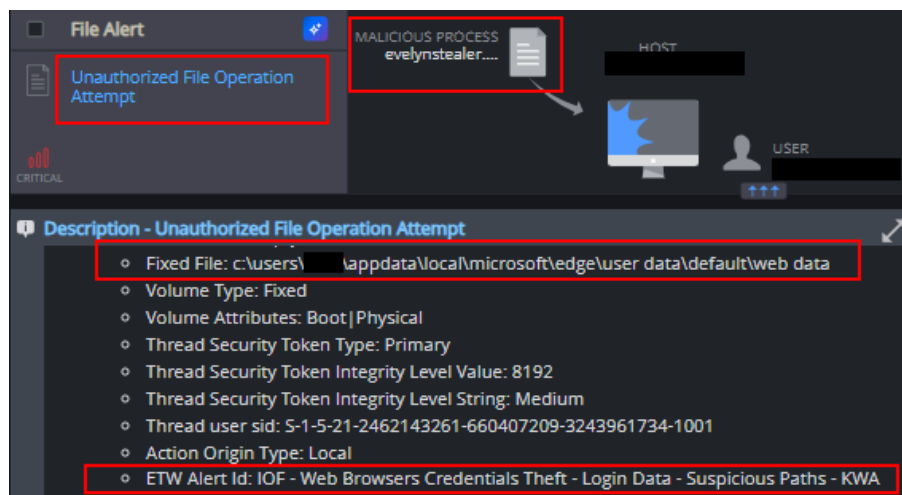 File Alert
Unauthorized File Operation
Attempt
CRITICAL
MALICIOUS PROCESS
evelynstealer....
HOST
USER
Description - Unauthorized File Operation Attempt
Fixed File: c:\users\ \appdata\local\microsoft\edge\user data\default\web data
Volume Type: Fixed
Volume Attributes: Boot|Physical
Thread Security Token Type: Primary
Thread Security Token Integrity Level Value: 8192
Thread Security Token Integrity Level String: Medium
Thread user sid: S-1-5-21-2462143261-660407209-3243961734-1001
Action Origin Type: Local
ETW Alert Id: IOF - Web Browsers Credentials Theft - Login Data - Suspicious Paths - KWA